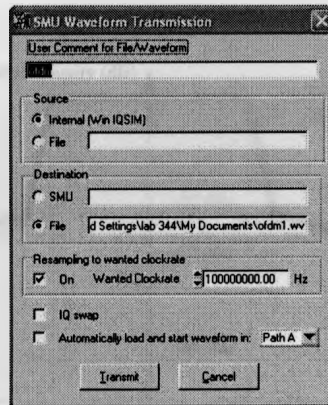 SMU Waveform Transmission
User Comment for File/Waveform
Source
Internal (Win IQSIM)
File
Destination
SMU
File d Settings\lab 344\My Documents\ofdm1.wv
Resampling to wanted clockrate
On Wanted Clockrate 100000000.00 Hz
IQ swap
Automatically load and start waveform in: Path A
Transmit Cancel